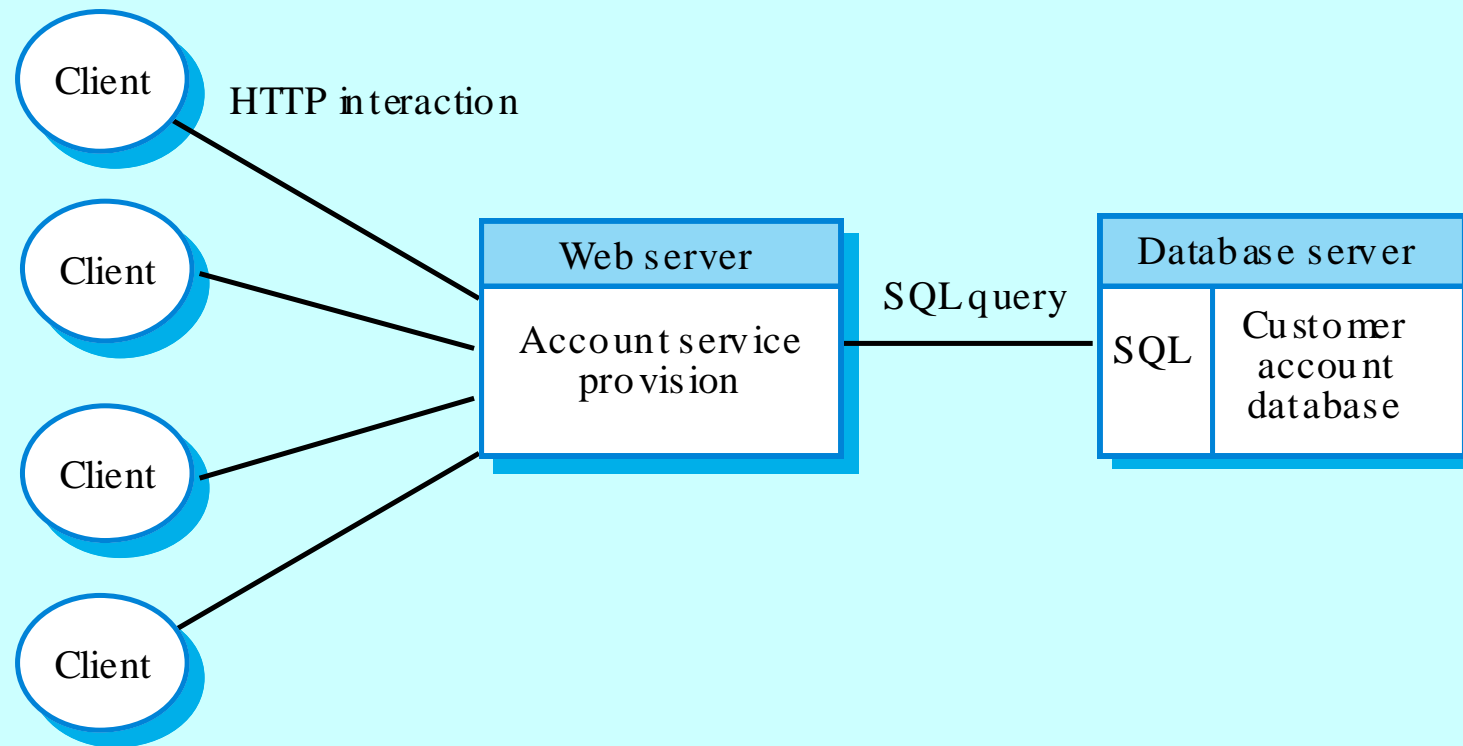 Client
HTTP interaction
Client
Client
Client
Web server
Account service
provision
SQL query
Database server
SQL
Customer
account
database